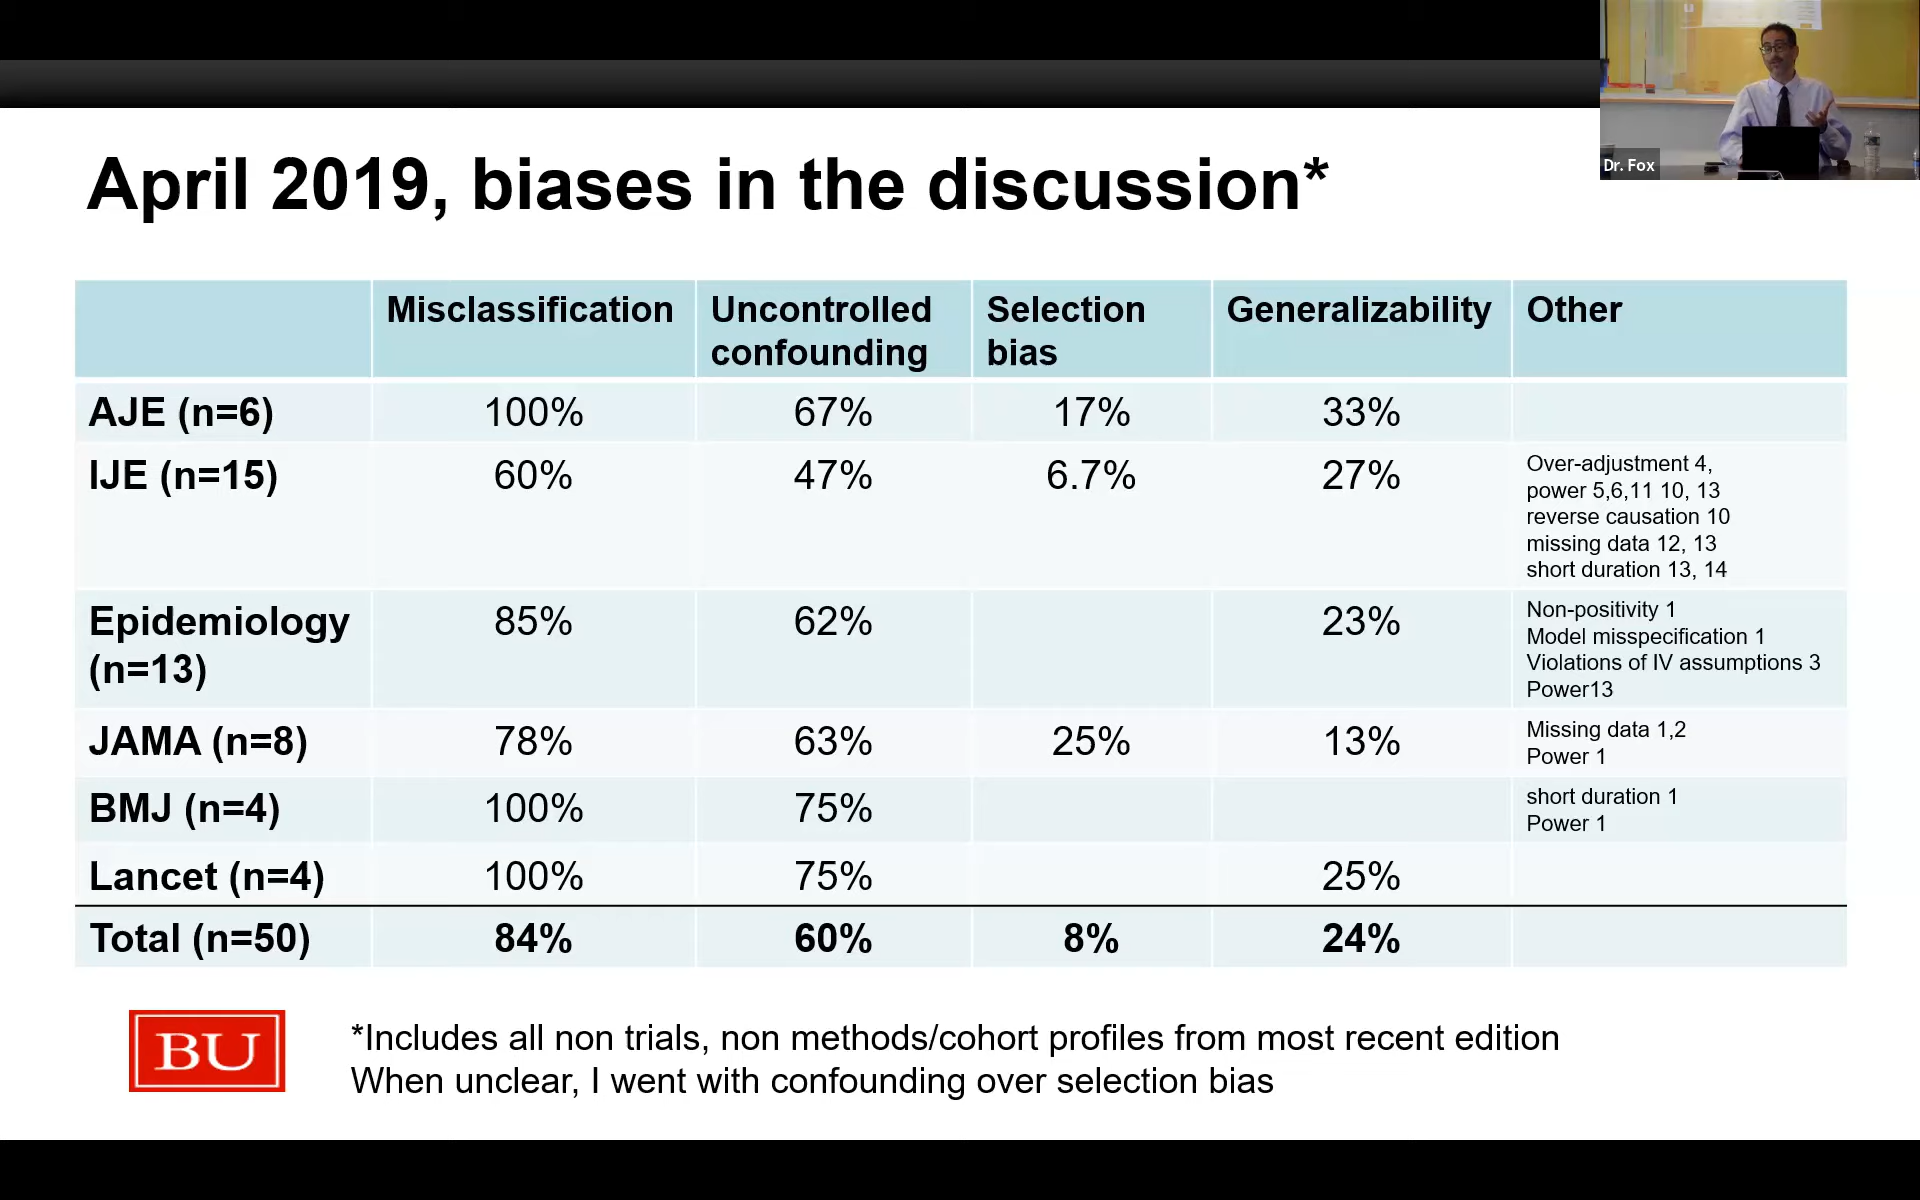 Dr. Fox
April 2019, biases in the discussion*
Misclassification Uncontrolled confounding Selection bias Generalizability Other
AJE (n=6) 100% 67% 17% 33%
IJE (n=15) 60% 47% 6.7% 27% Over-adjustment 4,
power 5,6,11 10, 13
reverse causation 10
missing data 12, 13
short duration 13, 14
Epidemiology (n=13) 85% 62% 23% Non-positivity 1
Model misspecification 1
Violations of IV assumptions 3
Power13
JAMA (n=8) 78% 63% 25% 13% Missing data 1,2
Power 1
BMJ (n=4) 100% 75% short duration 1
Power 1
Lancet (n=4) 100% 75% 25%
Total (n=50) 84% 60% 8% 24%
BU
*Includes all non trials, non methods/cohort profiles from most recent edition
When unclear, I went with confounding over selection bias